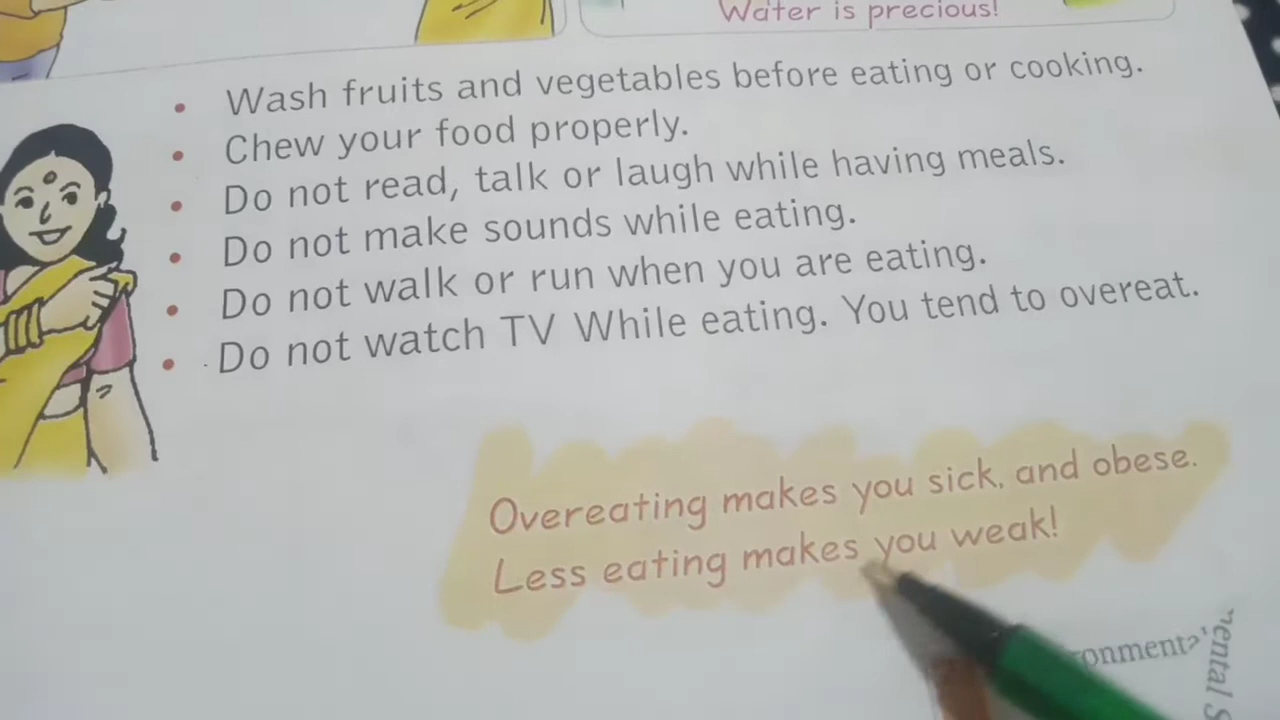 Water is precious!
• Wash fruits and vegetables before eating or cooking.
• Chew your food properly.
• Do not read, talk or laugh while having meals.
• Do not make sounds while eating.
• Do not walk or run when you are eating.
• Do not watch TV While eating. You tend to overeat.
Overeating makes you sick, and obese.
Less eating makes you weak!